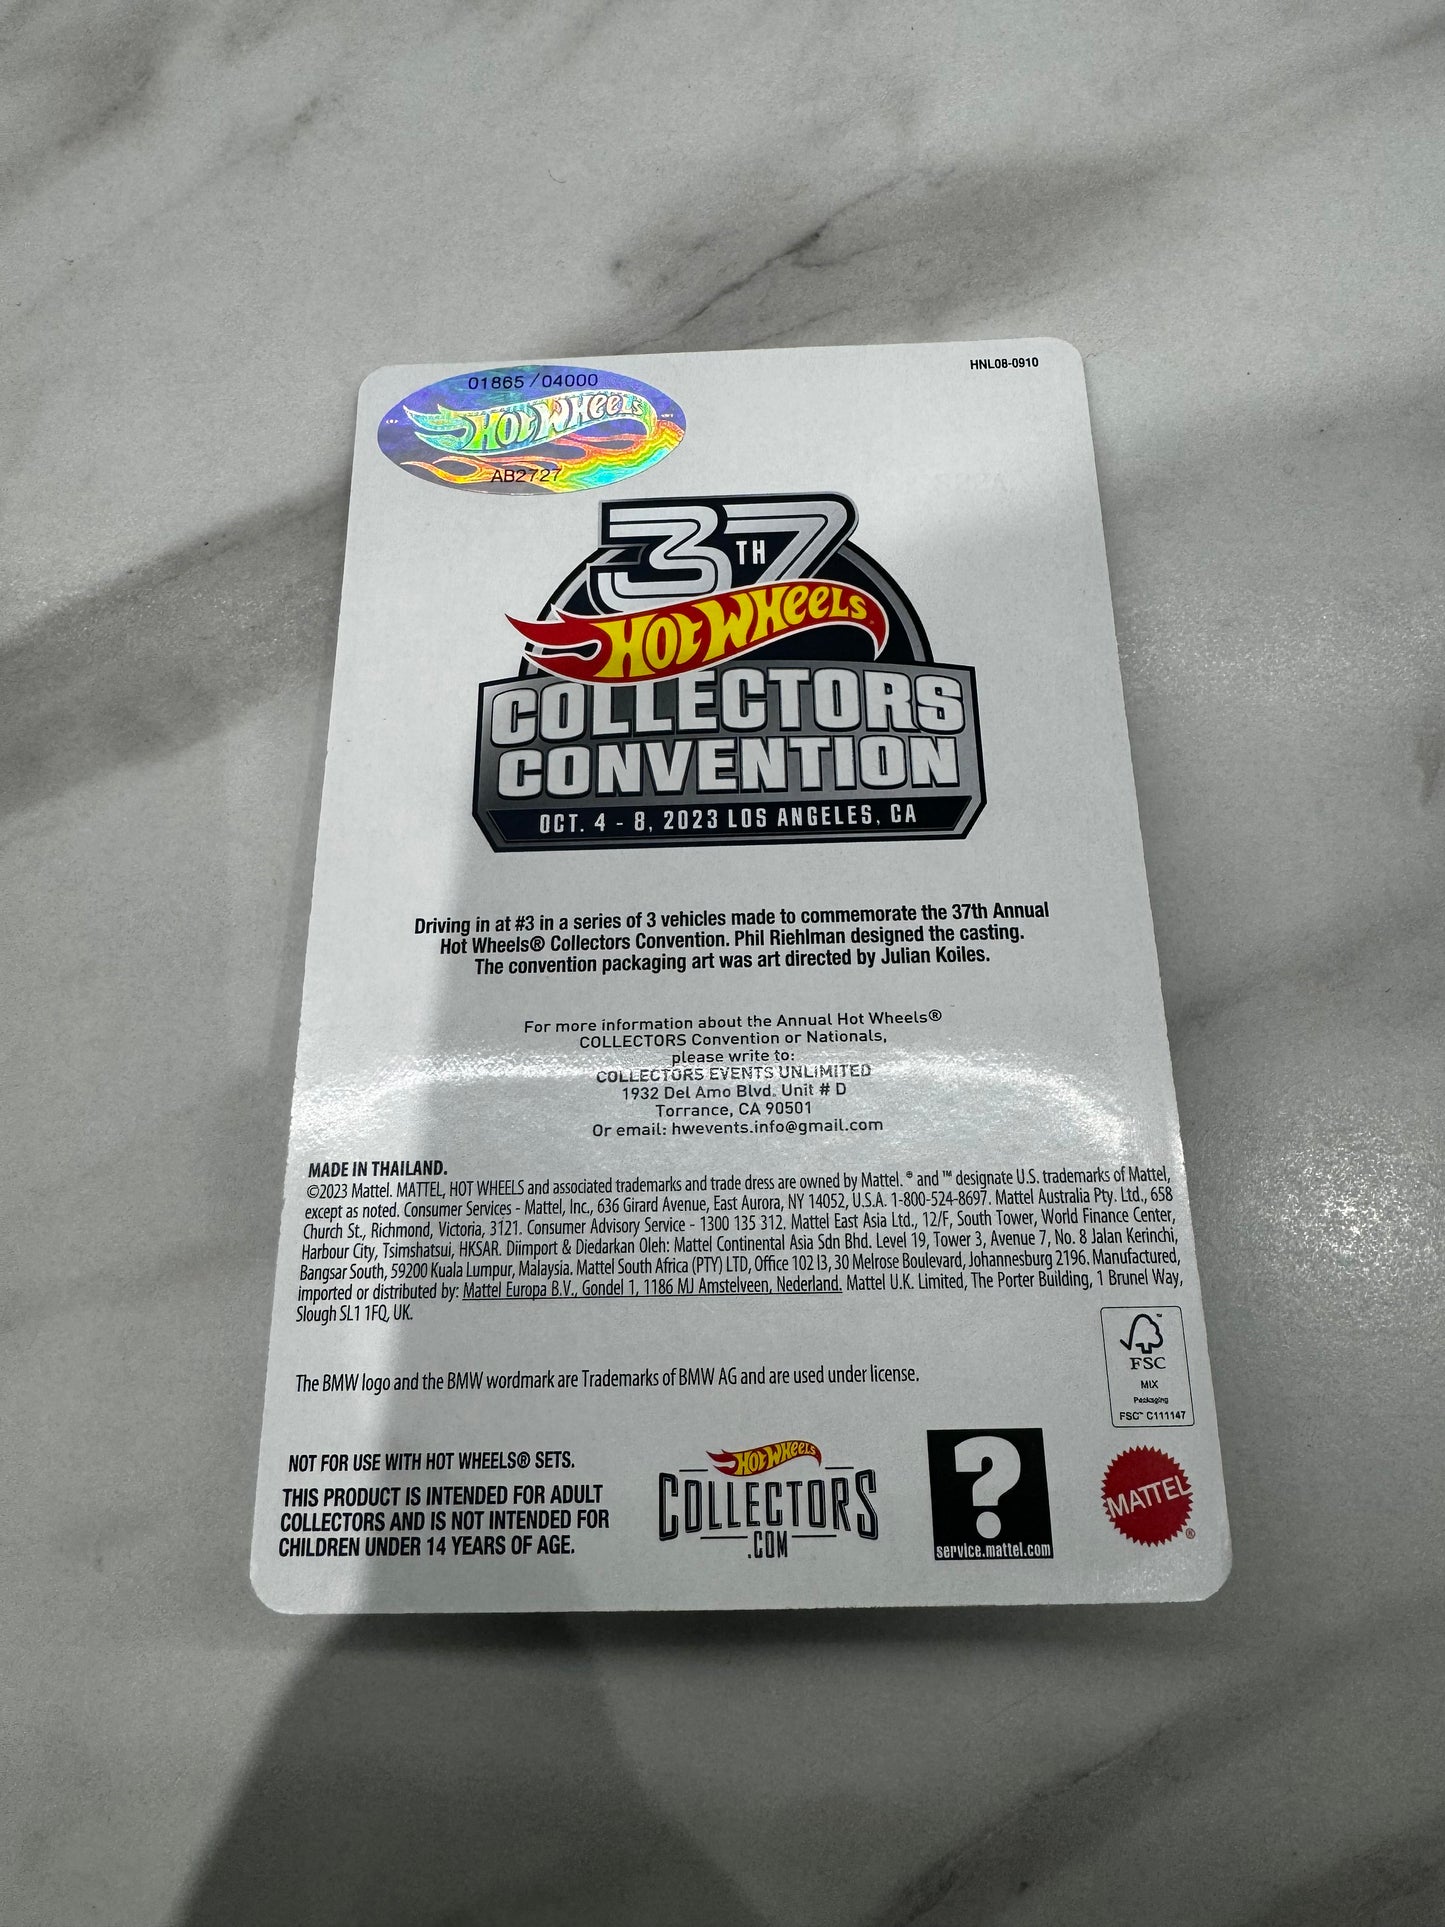 HNL08-0910
01865/04000
HOT WHEELS
AB2727
37TH
HOT WHEELS
COLLECTORS
CONVENTION
OCT. 4 - 8, 2023 LOS ANGELES, CA
Driving in at #3 in a series of 3 vehicles made to commemorate the 37th Annual
Hot Wheels® Collectors Convention. Phil Riehlman designed the casting.
The convention packaging art was art directed by Julian Koiles.
For more information about the Annual Hot Wheels®
COLLECTORS Convention or Nationals,
please write to:
COLLECTORS EVENTS UNLIMITED
1932 Del Amo Blvd. Unit # D
Torrance, CA 90501
Or email: hwevents.info@gmail.com
MADE IN THAILAND.
©2023 Mattel. MATTEL, HOT WHEELS and associated trademarks and trade dress are owned by Mattel. ® and ™ designate U.S. trademarks of Mattel,
except as noted. Consumer Services - Mattel, Inc., 636 Girard Avenue, East Aurora, NY 14052, U.S.A. 1-800-524-8697. Mattel Australia Pty. Ltd., 658
Church St., Richmond, Victoria, 3121. Consumer Advisory Service - 1300 135 312. Mattel East Asia Ltd., 12/F, South Tower, World Finance Center,
Harbour City, Tsimshatsui, HKSAR. Diimport & Diedarkan Oleh: Mattel Continental Asia Sdn Bhd. Level 19, Tower 3, Avenue 7, No. 8 Jalan Kerinchi,
Bangsar South, 59200 Kuala Lumpur, Malaysia. Mattel South Africa (PTY) LTD, Office 102 I3, 30 Melrose Boulevard, Johannesburg 2196. Manufactured,
imported or distributed by: Mattel Europa B.V., Gondel 1, 1186 MJ Amstelveen, Nederland. Mattel U.K. Limited, The Porter Building, 1 Brunel Way,
Slough SL1 1FQ, UK.
FSC
MIX
Packaging
FSC™ C111147
The BMW logo and the BMW wordmark are Trademarks of BMW AG and are used under license.
NOT FOR USE WITH HOT WHEELS® SETS.
THIS PRODUCT IS INTENDED FOR ADULT
COLLECTORS AND IS NOT INTENDED FOR
CHILDREN UNDER 14 YEARS OF AGE.
HOT WHEELS
COLLECTORS
.COM
?
service.mattel.com
MATTEL®